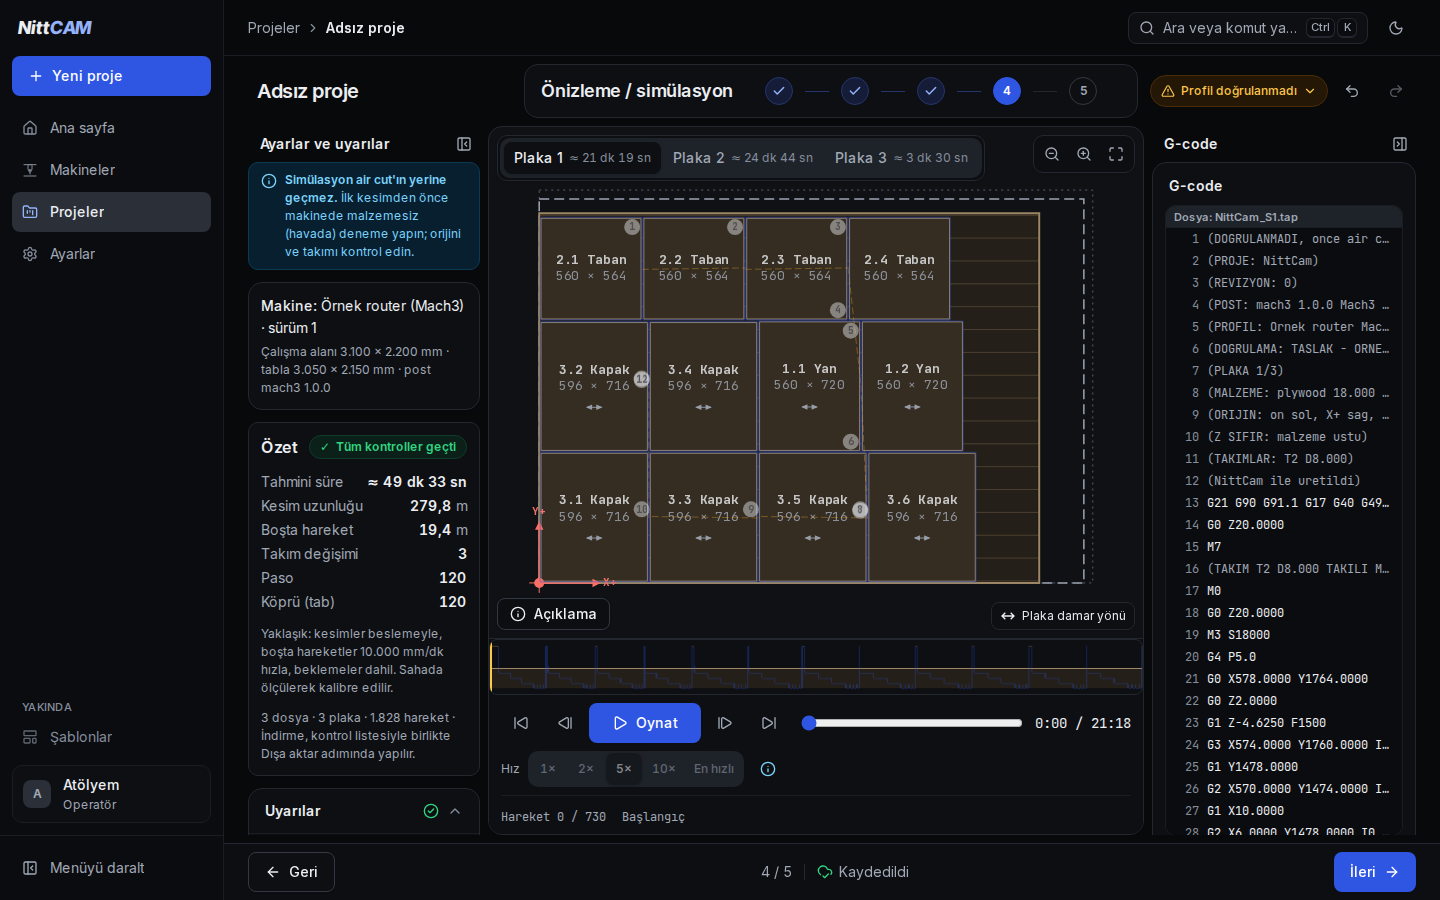 NittCAM
Yeni proje
Ana sayfa
Makineler
Projeler
Ayarlar
YAKINDA
Şablonlar
A
Atölyem
Operatör
Menüyü daralt
Projeler
Adsız proje
Ara veya komut ya…
Ctrl
K
Adsız proje
Önizleme / simülasyon
4
5
Profil doğrulanmadı
Ayarlar ve uyarılar
Simülasyon air cut'ın yerine
geçmez. İlk kesimden önce
makinede malzemesiz
(havada) deneme yapın; orijini
ve takımı kontrol edin.
Makine: Örnek router (Mach3)
· sürüm 1
Çalışma alanı 3.100 × 2.200 mm ·
tabla 3.050 × 2.150 mm · post
mach3 1.0.0
Özet
✓ Tüm kontroller geçti
Tahmini süre ≈ 49 dk 33 sn
Kesim uzunluğu 279,8 m
Boşta hareket 19,4 m
Takım değişimi 3
Paso 120
Köprü (tab) 120
Yaklaşık: kesimler beslemeyle,
boşta hareketler 10.000 mm/dk
hızla, beklemeler dahil. Sahada
ölçülerek kalibre edilir.
3 dosya · 3 plaka · 1.828 hareket ·
İndirme, kontrol listesiyle birlikte
Dışa aktar adımında yapılır.
Uyarılar
Plaka 1 ≈ 21 dk 19 sn
Plaka 2 ≈ 24 dk 44 sn
Plaka 3 ≈ 3 dk 30 sn
1
2
3
2.1 Taban
560 × 564
2.2 Taban
560 × 564
2.3 Taban
560 × 564
2.4 Taban
560 × 564
4
5
3.2 Kapak
596 × 716
12
3.4 Kapak
596 × 716
1.1 Yan
560 × 720
1.2 Yan
560 × 720
6
3.1 Kapak
596 × 716
10
3.3 Kapak
596 × 716
9
3.5 Kapak
596 × 716
8
3.6 Kapak
596 × 716
Y+
X+
Açıklama
Plaka damar yönü
Oynat
0:00 / 21:18
Hız
1×
2×
5×
10×
En hızlı
Hareket 0 / 730 Başlangıç
G-code
G-code
Dosya: NittCam_S1.tap
1 (DOGRULANMADI, once air c…
2 (PROJE: NittCam)
3 (REVIZYON: 0)
4 (POST: mach3 1.0.0 Mach3 …
5 (PROFIL: Ornek router Mac…
6 (DOGRULAMA: TASLAK - ORNE…
7 (PLAKA 1/3)
8 (MALZEME: plywood 18.000 …
9 (ORIJIN: on sol, X+ sag, …
10 (Z SIFIR: malzeme ustu)
11 (TAKIMLAR: T2 D8.000)
12 (NittCam ile uretildi)
13 G21 G90 G91.1 G17 G40 G49…
14 G0 Z20.0000
15 M7
16 (TAKIM T2 D8.000 TAKILI M…
17 M0
18 G0 Z20.0000
19 M3 S18000
20 G4 P5.0
21 G0 X578.0000 Y1764.0000
22 G0 Z2.0000
23 G1 Z-4.6250 F1500
24 G3 X574.0000 Y1760.0000 I…
25 G1 Y1478.0000
26 G2 X570.0000 Y1474.0000 I…
27 G1 X10.0000
28 G2 X6.0000 Y1478.0000 I0
Geri
4 / 5
Kaydedildi
İleri